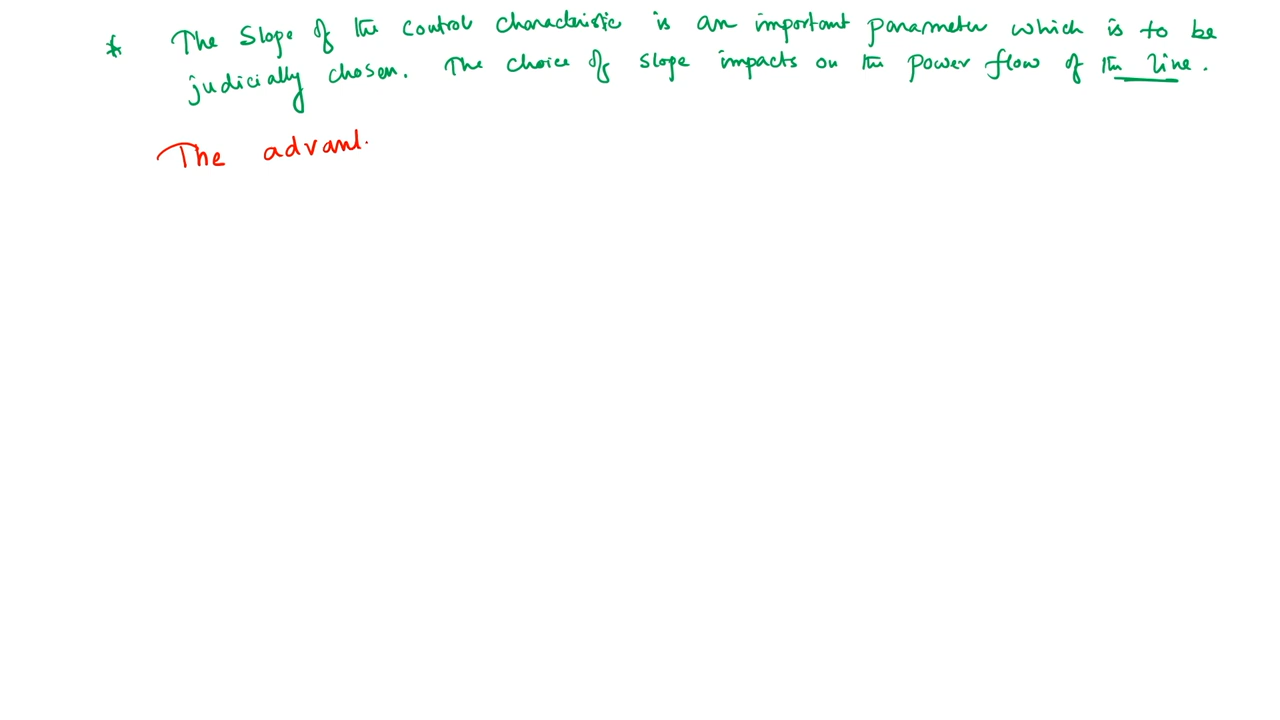 * The Slope of the control characteristic is an important parameter which is to be
judicially chosen. The choice of slope impacts on the power flow of the line.
The advant